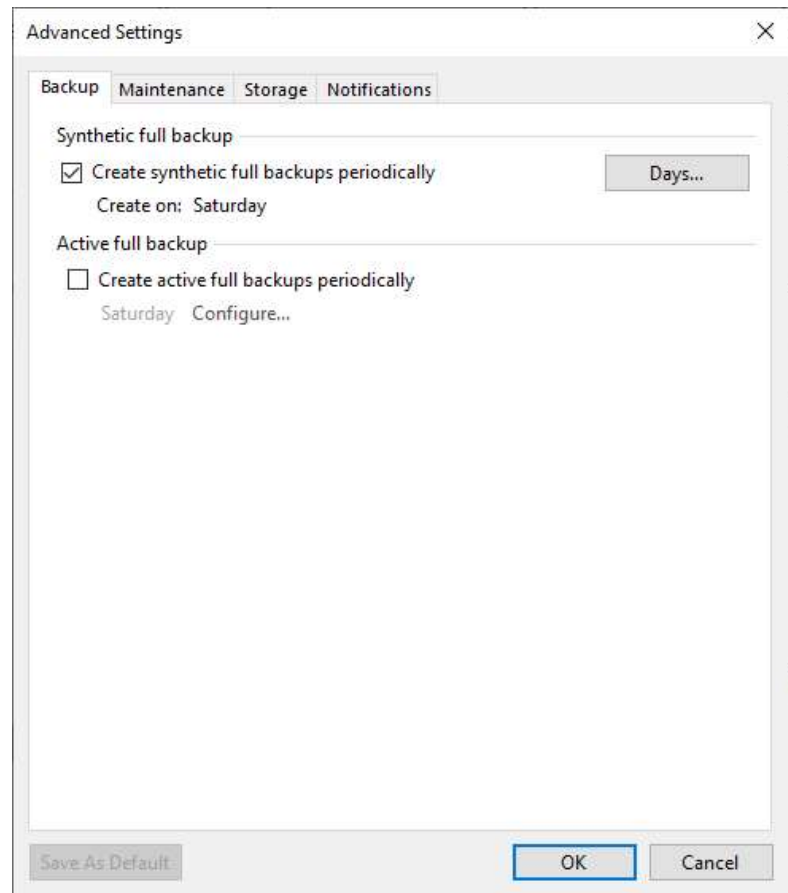 Advanced Settings
Backup Maintenance Storage Notifications
Synthetic full backup
Create synthetic full backups periodically Days...
Create on: Saturday
Active full backup
Create active full backups periodically
Saturday Configure...
Save As Default OK Cancel